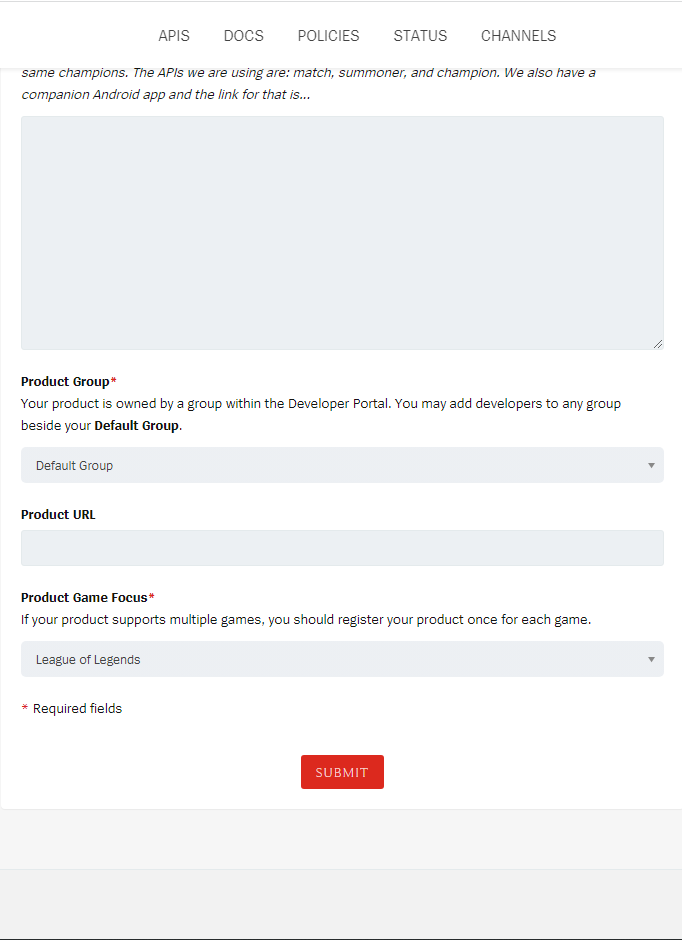 APIS DOCS POLICIES STATUS CHANNELS
same champions. The APIs we are using are: match, summoner, and champion. We also have a
companion Android app and the link for that is...
Product Group*
Your product is owned by a group within the Developer Portal. You may add developers to any group
beside your Default Group.
Default Group
Product URL
Product Game Focus*
If your product supports multiple games, you should register your product once for each game.
League of Legends
* Required fields
SUBMIT